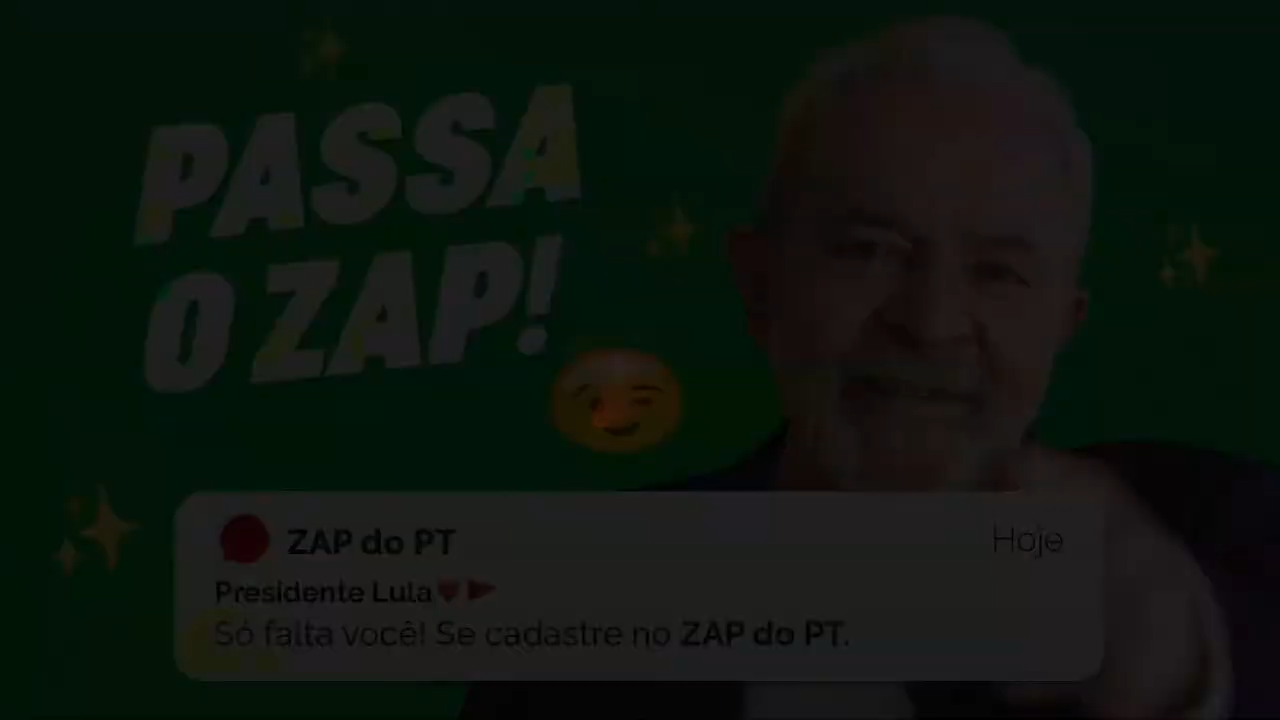 PASSA
O ZAP!
ZAP do PT
Hoje
Presidente Lula
Só falta você! Se cadastre no ZAP do PT.